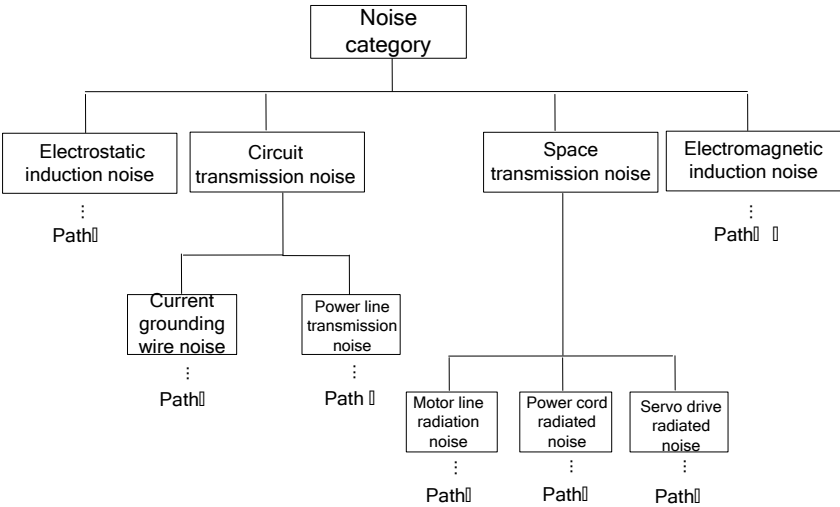 Noise
category
Electrostatic
induction noise
Circuit
transmission noise
Space
transmission noise
Electromagnetic
induction noise
Path
Path
Current
grounding
wire noise
Power line
transmission
noise
Path
Path
Motor line
radiation
noise
Power cord
radiated
noise
Servo drive
radiated
noise
Path
Path
Path